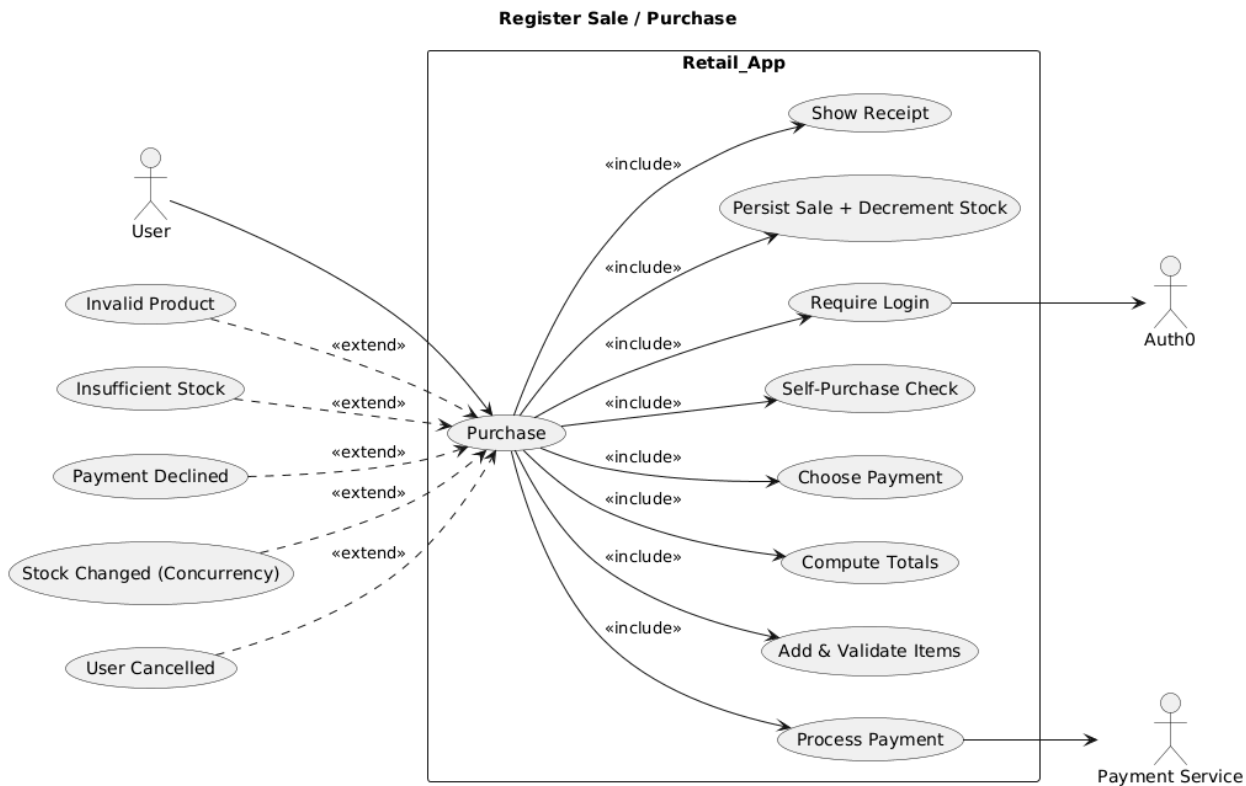 Register Sale / Purchase
Retail_App
Show Receipt
«include»
Persist Sale + Decrement Stock
User
«include»
Invalid Product
Require Login
Auth0
«extend»
«include»
Insufficient Stock
Self-Purchase Check
«extend»
«include»
Purchase
«extend»
«include»
Payment Declined
Choose Payment
«extend»
«include»
Stock Changed (Concurrency)
Compute Totals
«extend»
«include»
User Cancelled
Add & Validate Items
«include»
Process Payment
Payment Service